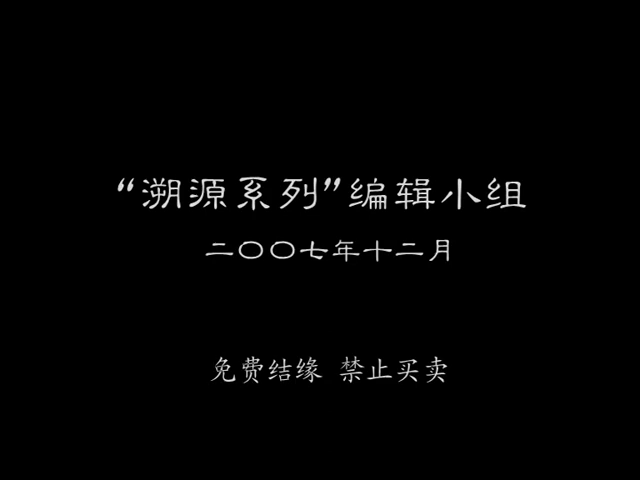 “溯源系列”编辑小组
二〇〇七年十二月
免费结缘 禁止买卖